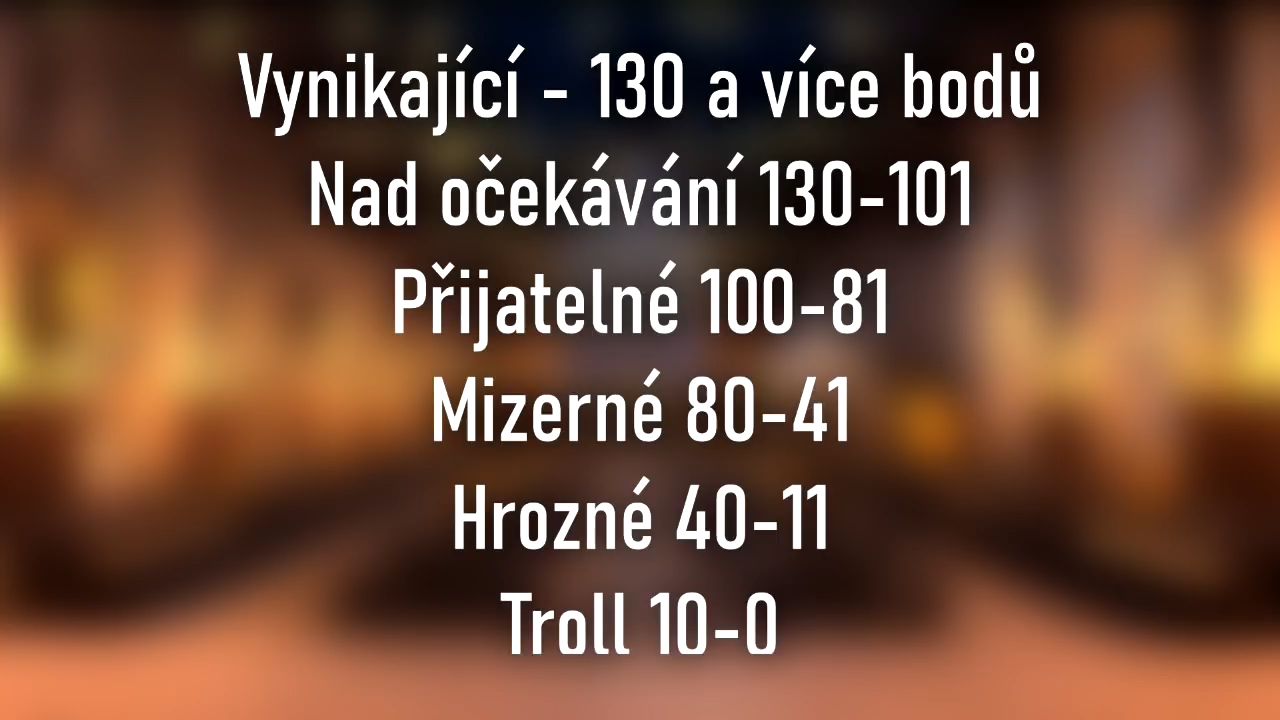 Vynikající - 130 a více bodů
Nad očekávání 130-101
Přijatelné 100-81
Mizerné 80-41
Hrozné 40-11
Troll 10-0